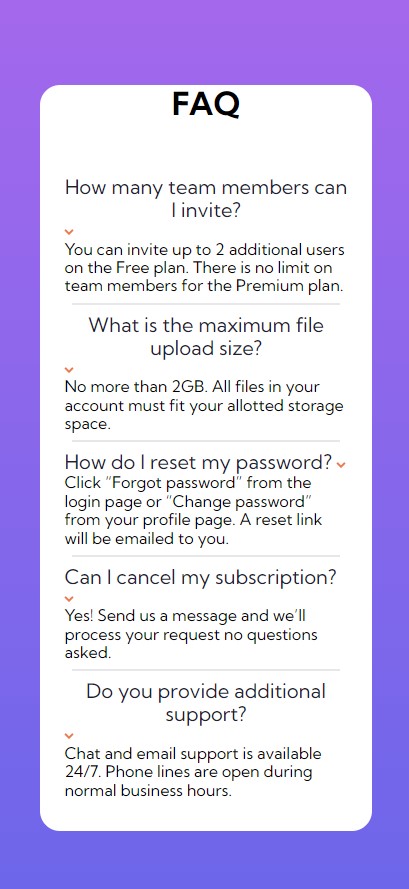 FAQ
How many team members can
I invite?
You can invite up to 2 additional users
on the Free plan. There is no limit on
team members for the Premium plan.
What is the maximum file
upload size?
No more than 2GB. All files in your
account must fit your allotted storage
space.
How do I reset my password?
Click “Forgot password” from the
login page or “Change password”
from your profile page. A reset link
will be emailed to you.
Can I cancel my subscription?
Yes! Send us a message and we’ll
process your request no questions
asked.
Do you provide additional
support?
Chat and email support is available
24/7. Phone lines are open during
normal business hours.